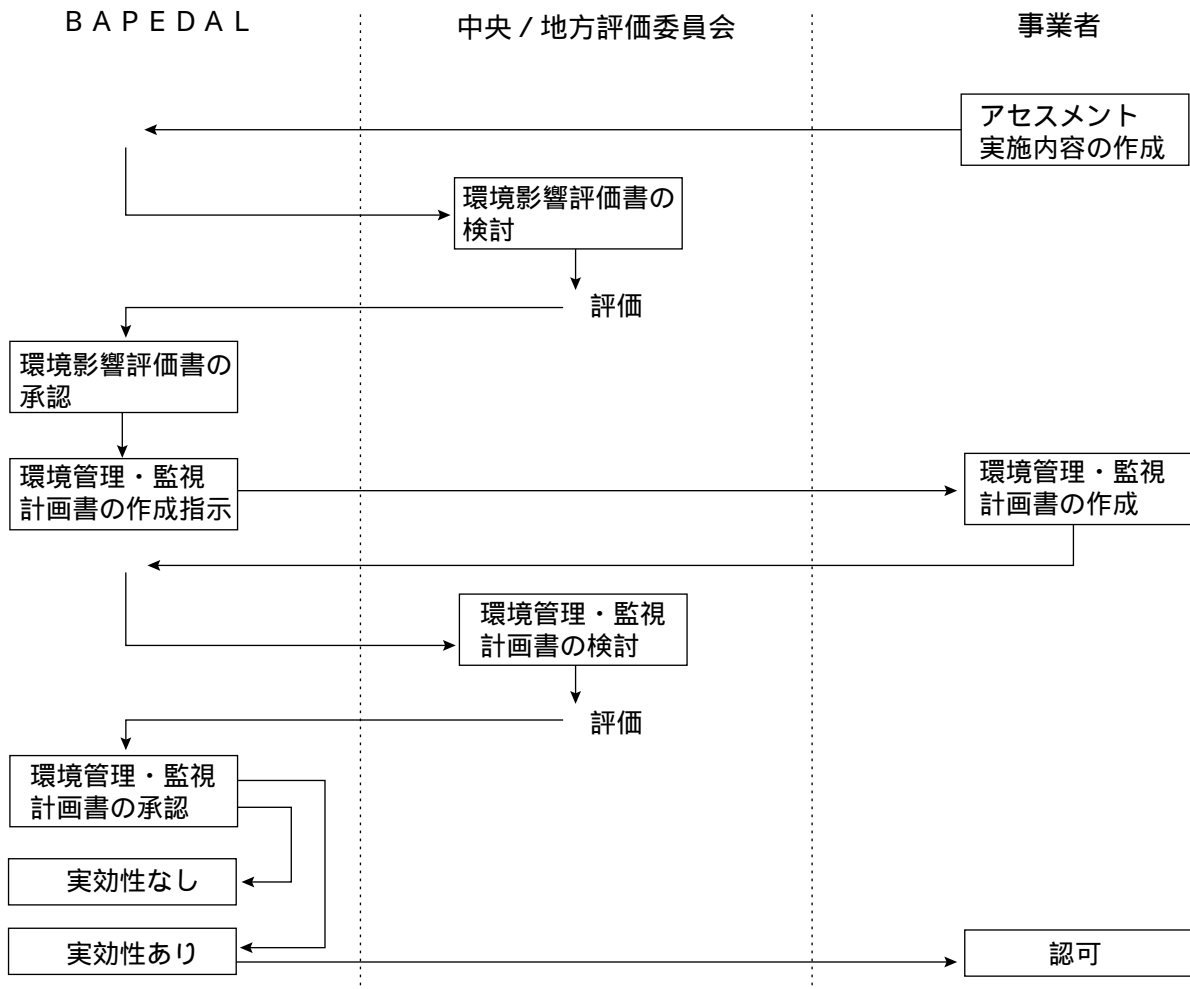 BAPEDAL
中央/地方評価委員会
事業者
アセスメント
実施内容の作成
環境影響評価書の
検討
評価
環境影響評価書の
承認
環境管理・監視
計画書の作成指示
環境管理・監視
計画書の作成
環境管理・監視
計画書の検討
評価
環境管理・監視
計画書の承認
実効性なし
実効性あり
認可